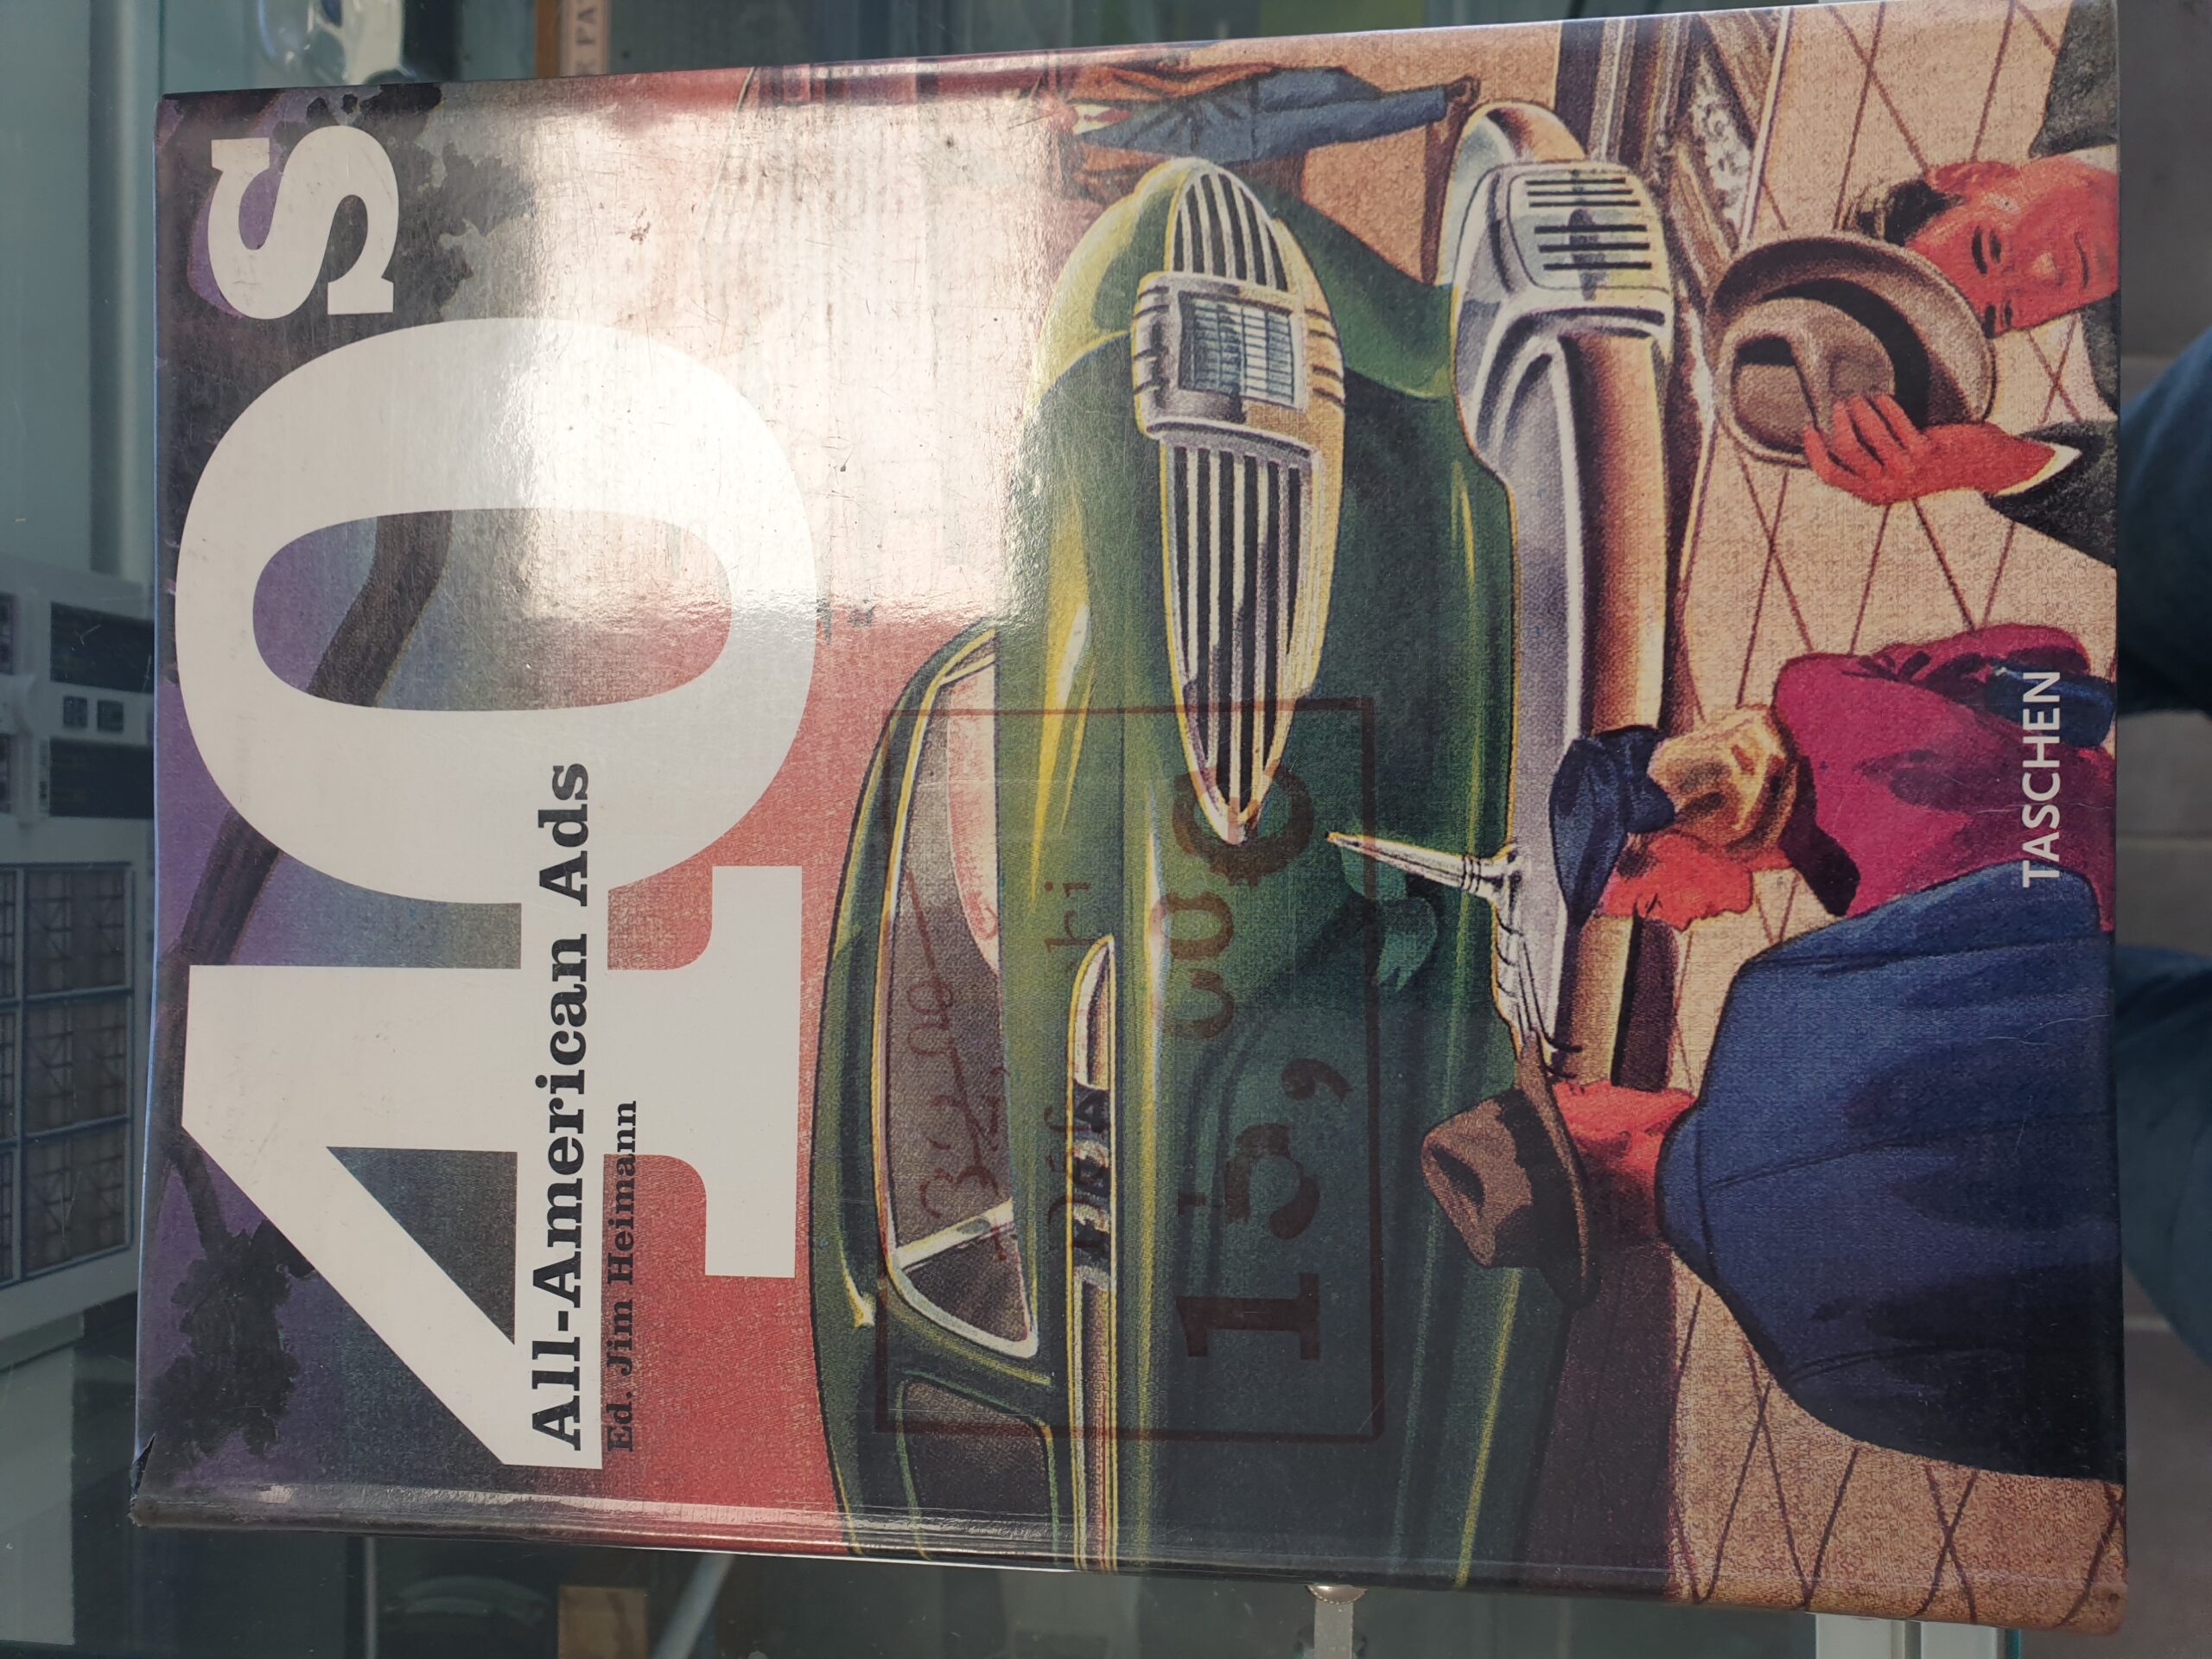 40s
All-American Ads
Ed. Jim Heimann
TASCHEN